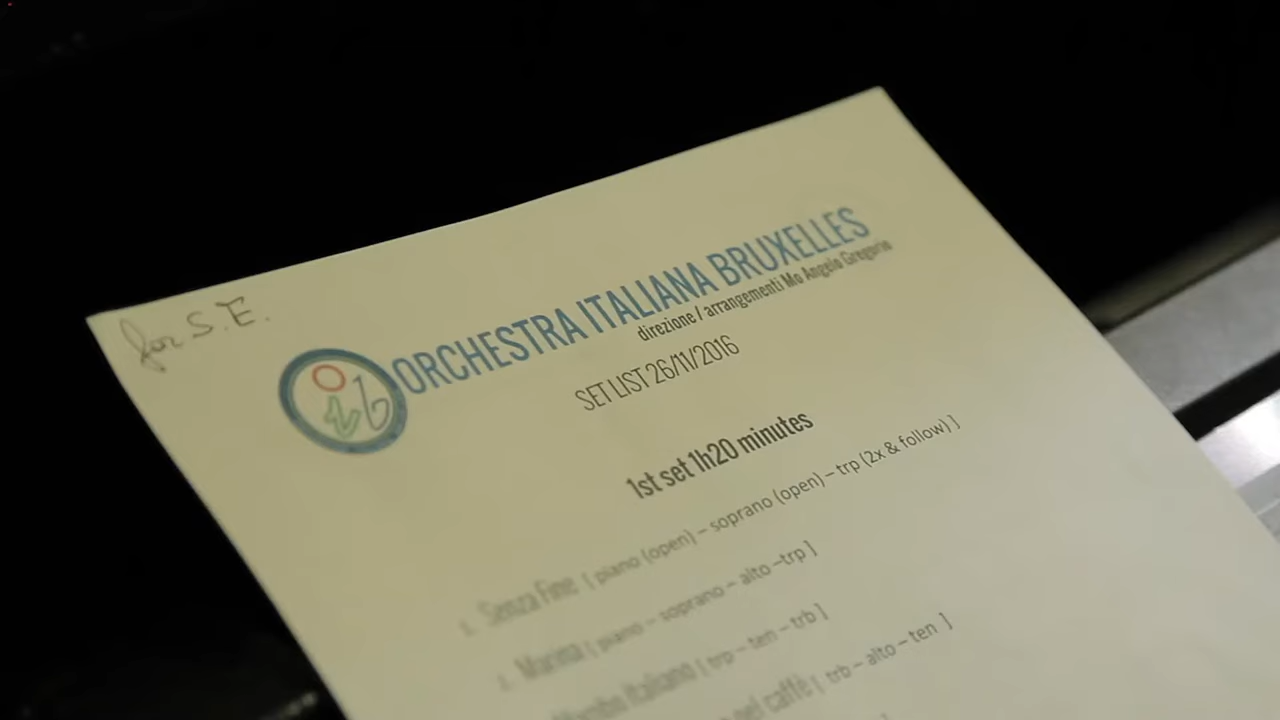 for S.E.
oib
ORCHESTRA ITALIANA BRUXELLES
direzione / arrangementi Mo Angelo Gregorio
SET LIST 26/11/2016
1st set 1h20 minutes
Senza Fine [ piano (open) – soprano (open) – trp (2x & follow) ]
Marina [ piano – soprano – alto –trp ]
Mambo Italiano [ trp – ten – trb ]
nel caffè [ trb – alto – ten ]